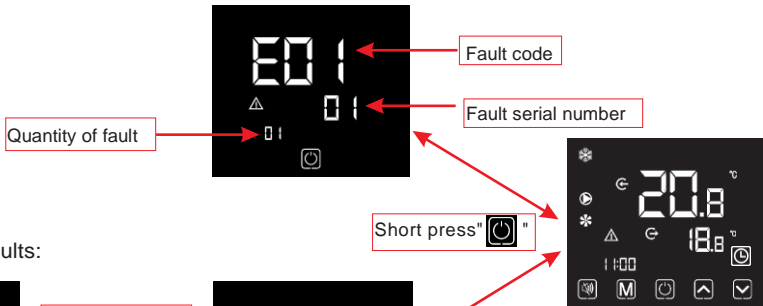 E01
Fault code
01
Fault serial number
Quantity of fault
01
20.8 °C
Short press" "
18.8 °C
ults:
11:00
M